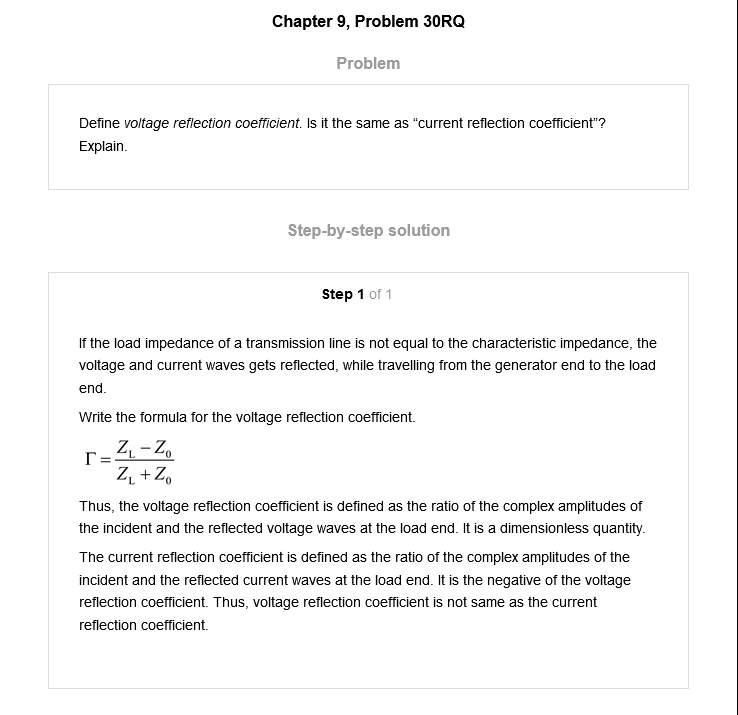 Chapter 9, Problem 30RQ
Problem
Define voltage reflection coefficient. Is it the same as “current reflection coefficient”?
Explain.
Step-by-step solution
Step 1 of 1
If the load impedance of a transmission line is not equal to the characteristic impedance, the
voltage and current waves gets reflected, while travelling from the generator end to the load
end.
Write the formula for the voltage reflection coefficient.
Γ = (Z_L − Z_0) / (Z_L + Z_0)
Thus, the voltage reflection coefficient is defined as the ratio of the complex amplitudes of
the incident and the reflected voltage waves at the load end. It is a dimensionless quantity.
The current reflection coefficient is defined as the ratio of the complex amplitudes of the
incident and the reflected current waves at the load end. It is the negative of the voltage
reflection coefficient. Thus, voltage reflection coefficient is not same as the current
reflection coefficient.